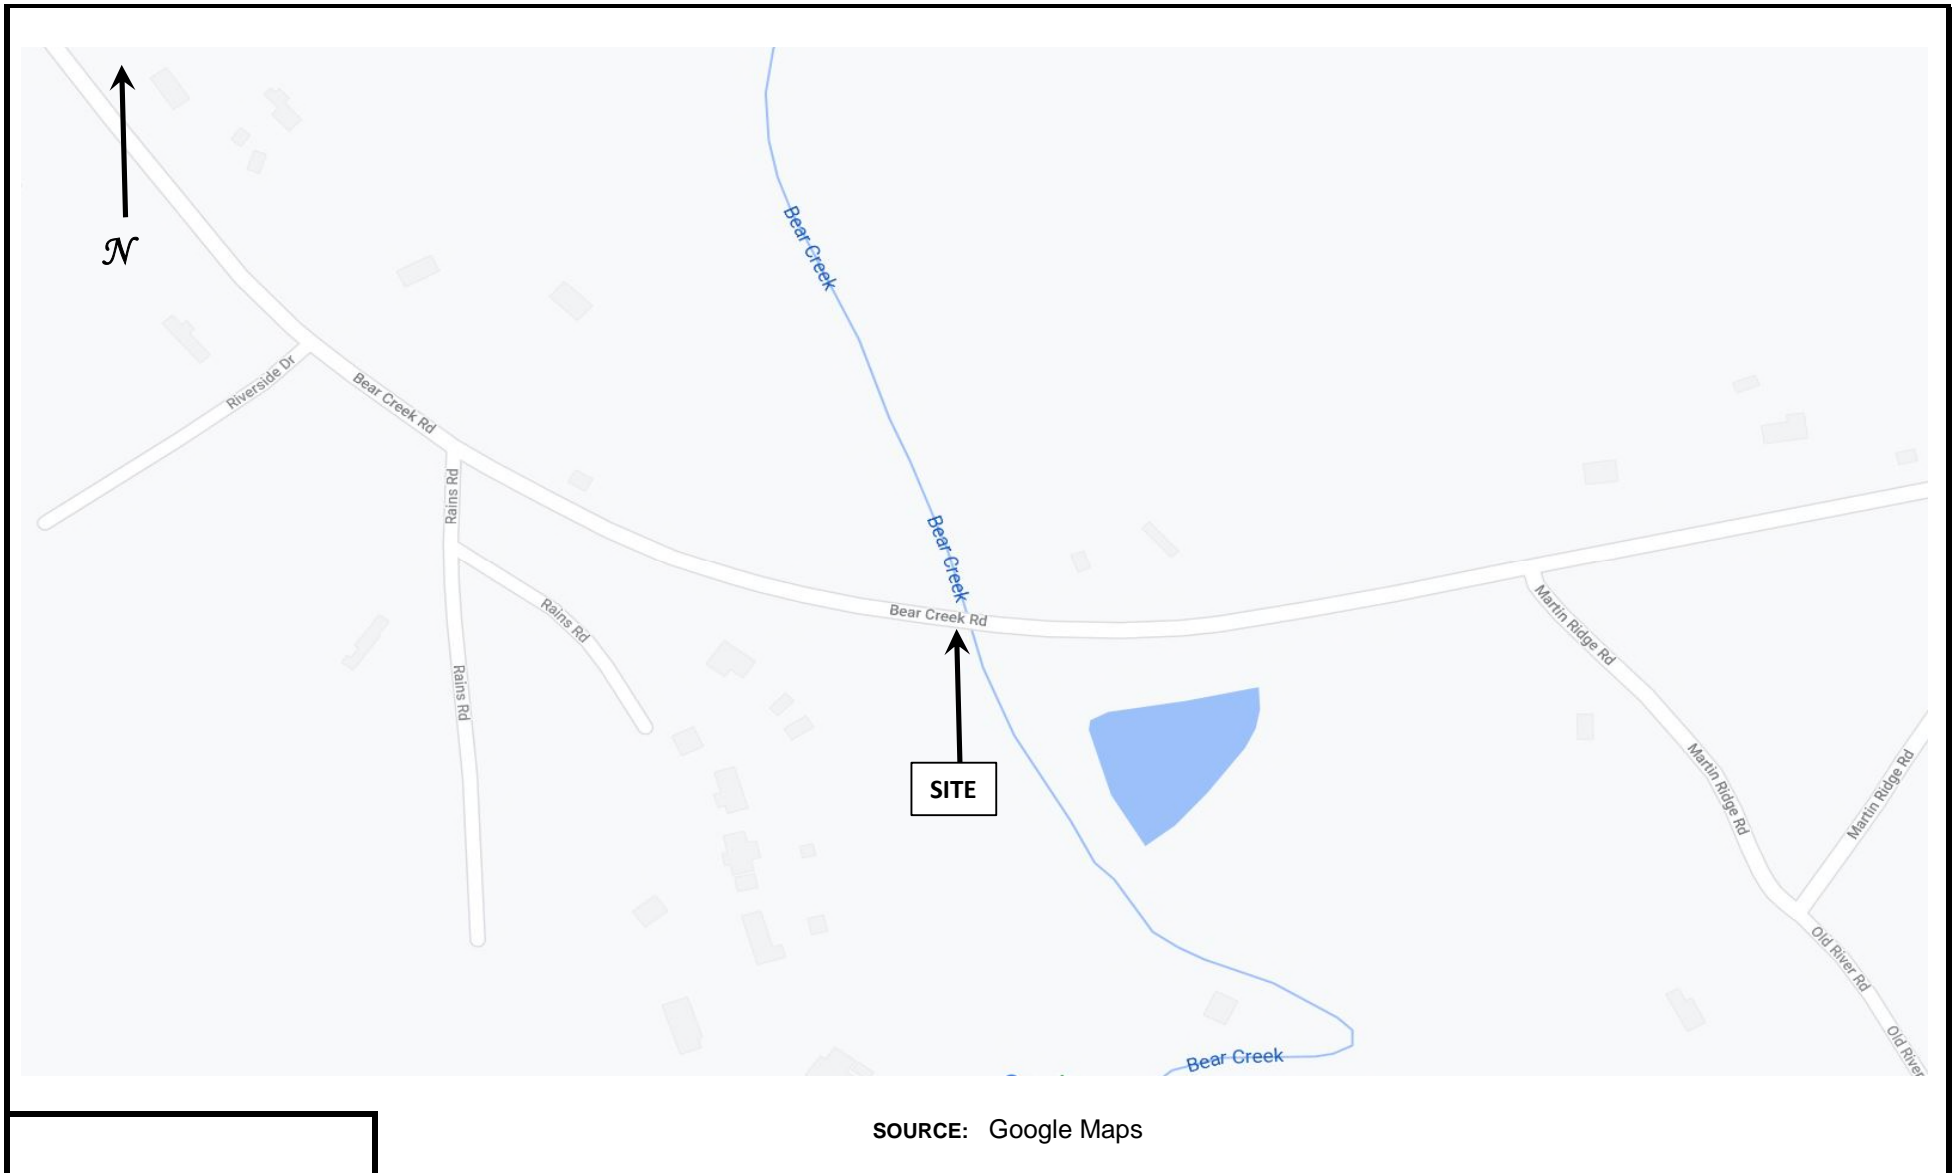 N
Bear Creek
Riverside Dr
Bear Creek Rd
Rains Rd
Bear Creek
Rains Rd
Bear Creek Rd
Martin Ridge Rd
Rains Rd
SITE
Martin Ridge Rd
Martin Ridge Rd
Old River Rd
Old River
Bear Creek
SOURCE: Google Maps